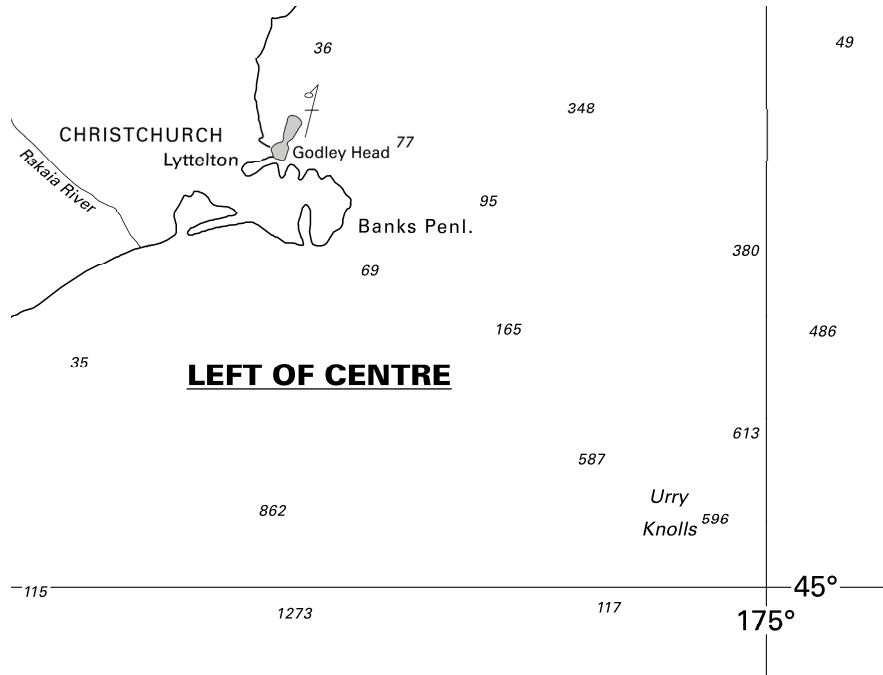 36
49
348
CHRISTCHURCH
77
Godley Head
Lyttelton
Rakaia River
95
Banks Penl.
380
69
165
486
35
LEFT OF CENTRE
613
587
Urry
Knolls 596
862
115
45°
1273
117
175°